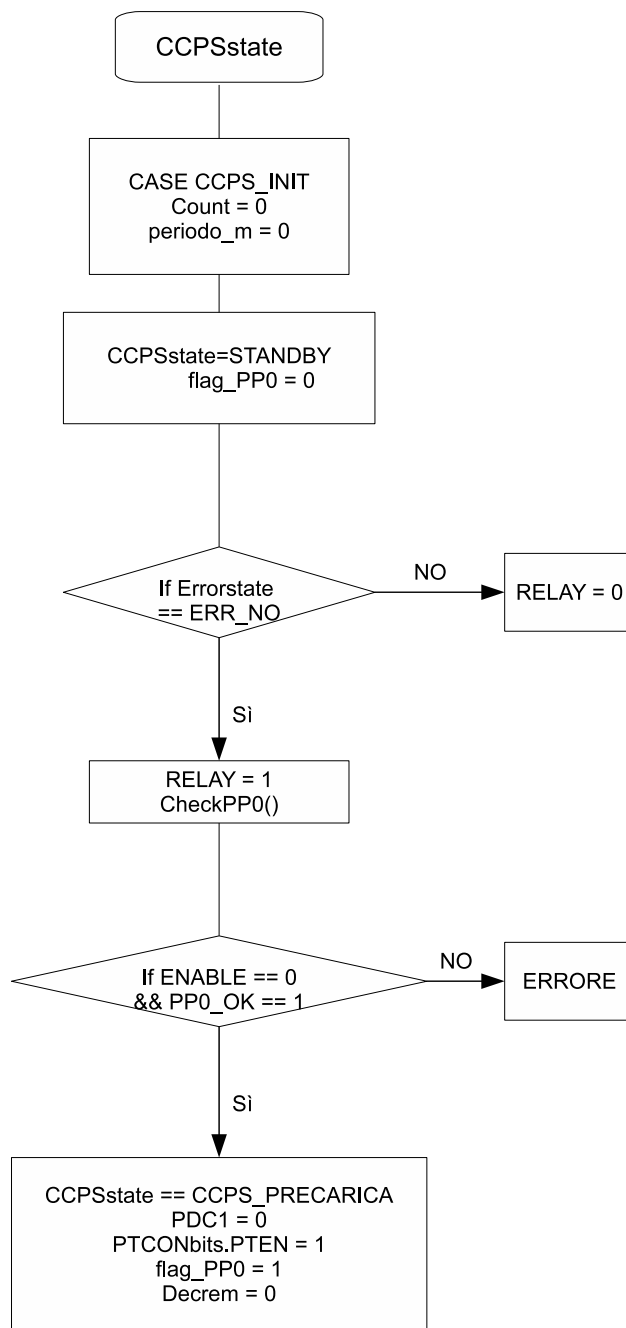 CCPSstate
CASE CCPS_INIT
Count = 0
periodo_m = 0
CCPSstate=STANDBY
flag_PP0 = 0
If Errorstate
== ERR_NO
NO
RELAY = 0
Sì
RELAY = 1
CheckPP0()
If ENABLE == 0
&& PP0_OK == 1
NO
ERRORE
Sì
CCPSstate == CCPS_PRECARICA
PDC1 = 0
PTCONbits.PTEN = 1
flag_PP0 = 1
Decrem = 0